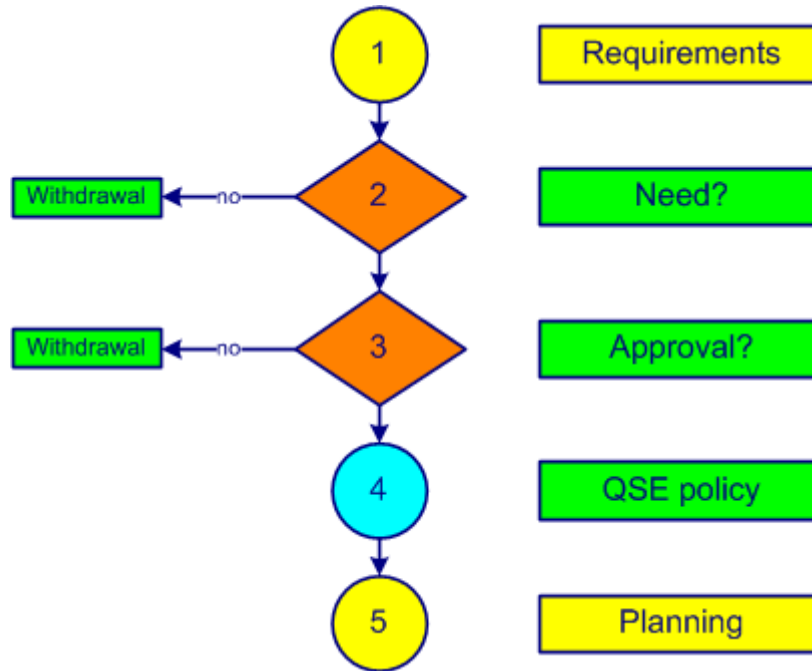 1
Requirements
Withdrawal
no
2
Need?
Withdrawal
no
3
Approval?
4
QSE policy
5
Planning